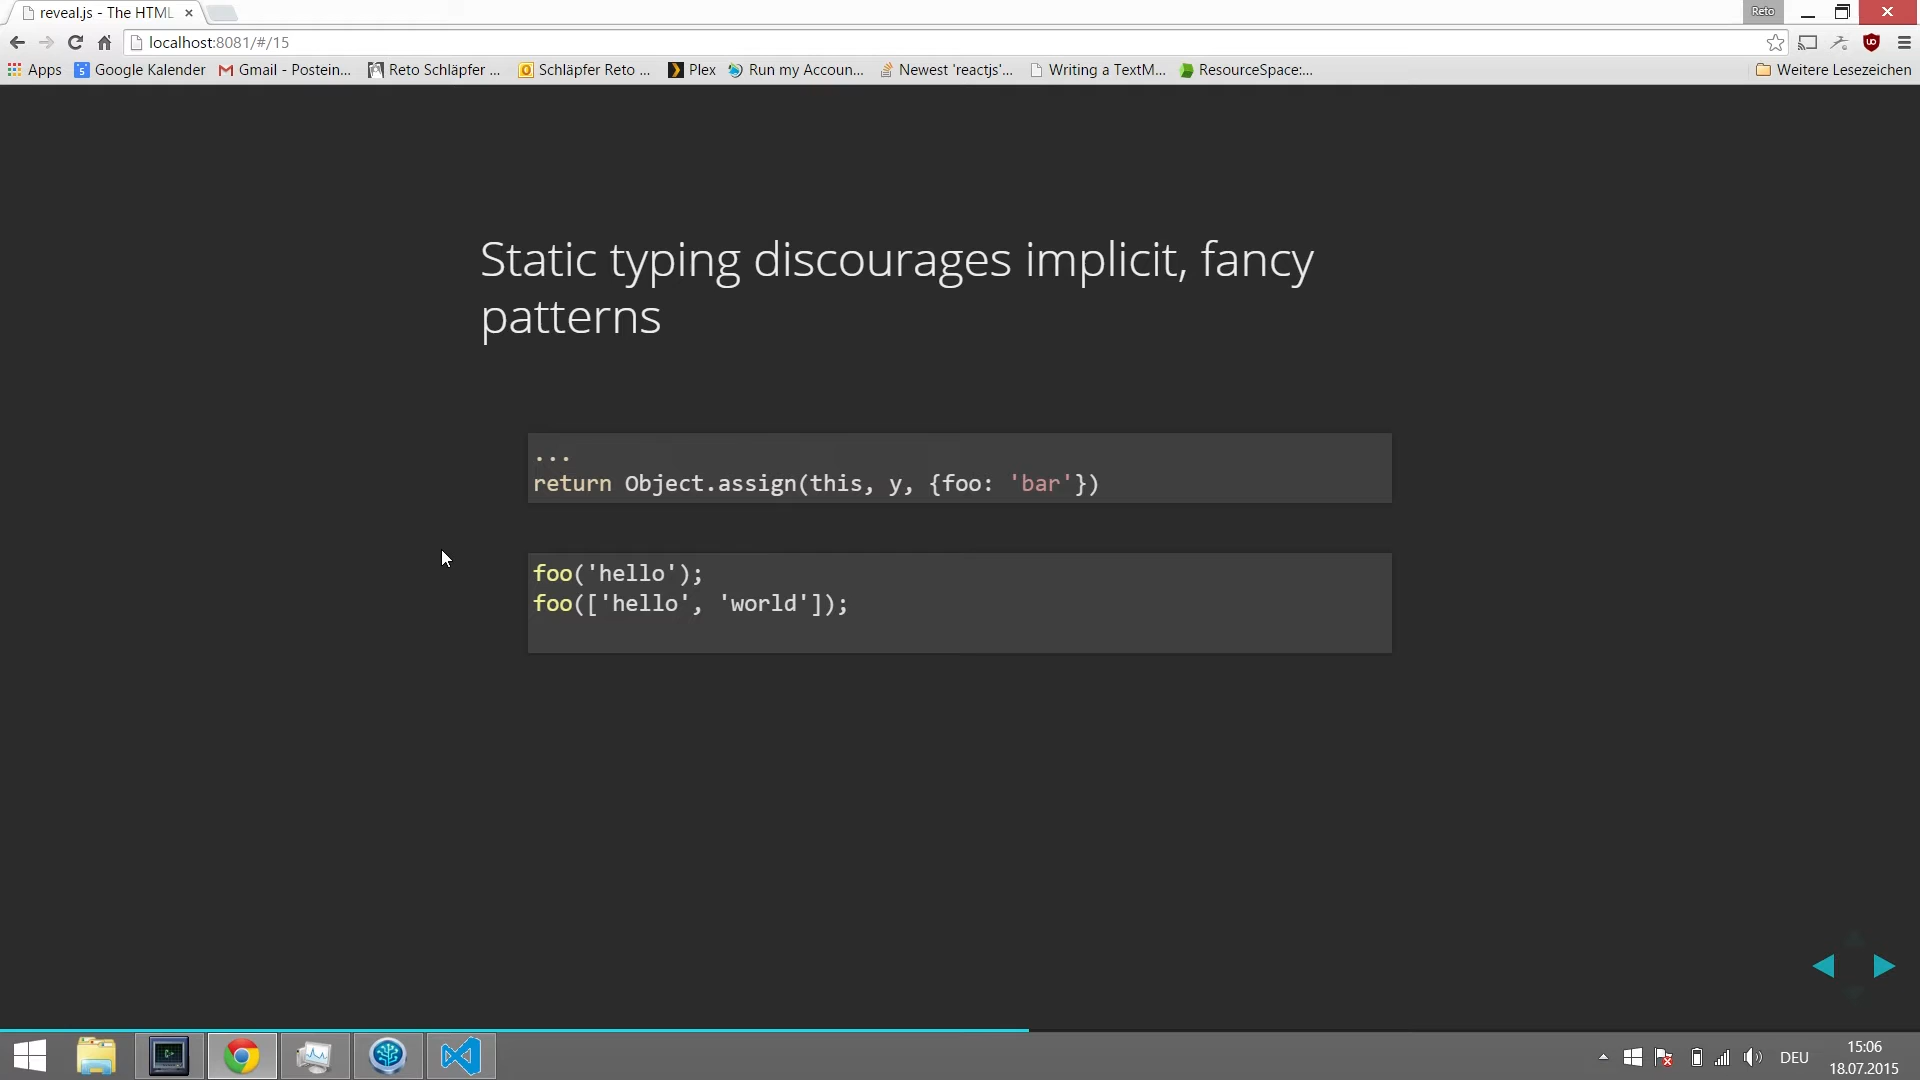 reveal.js - The HTML
Reto
localhost:8081/#/15
Apps
Google Kalender
Gmail - Postein...
Reto Schläpfer ...
Schläpfer Reto ...
Plex
Run my Accoun...
Newest 'reactjs'...
Writing a TextM...
ResourceSpace:...
Weitere Lesezeichen
Static typing discourages implicit, fancy
patterns
...
return Object.assign(this, y, {foo: 'bar'})
foo('hello');
foo(['hello', 'world']);
DEU
15:06
18.07.2015